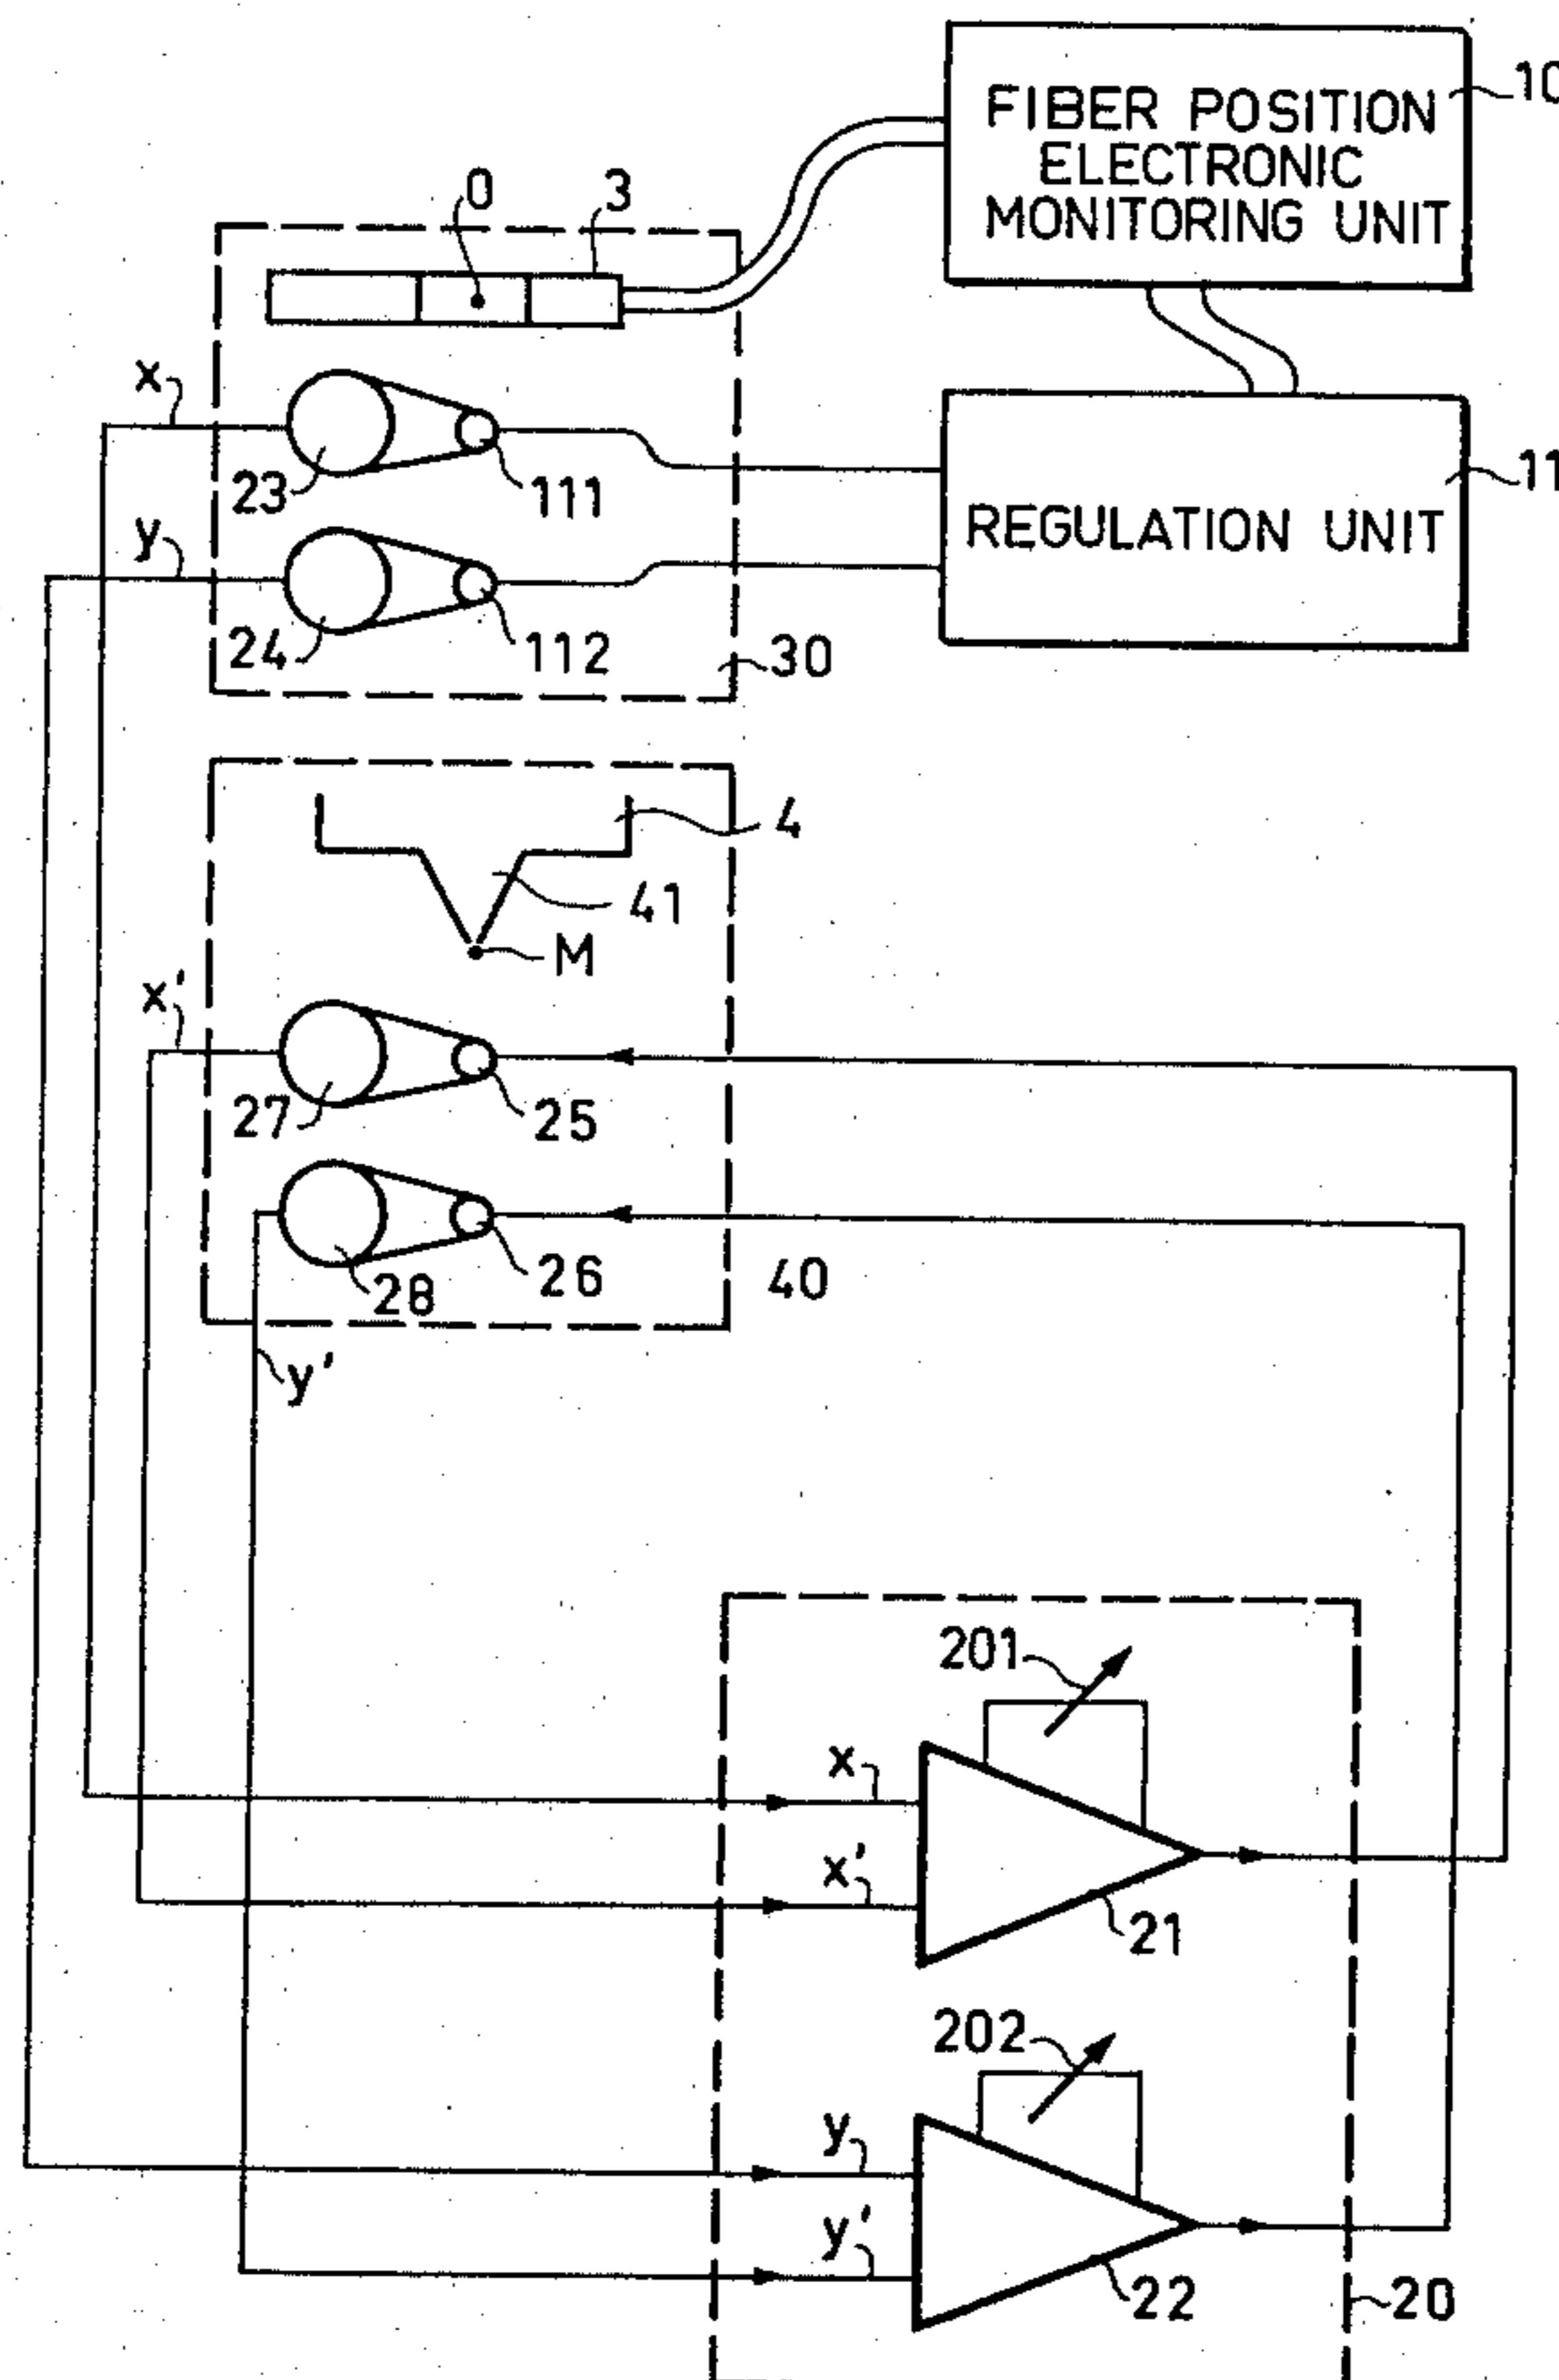 FIBER POSITION
ELECTRONIC
MONITORING UNIT
10
O
3
x
23
111
REGULATION UNIT
11
y
24
112
30
4
41
M
x'
27
25
28
26
40
y'
201
x
x'
21
202
y
y'
22
20